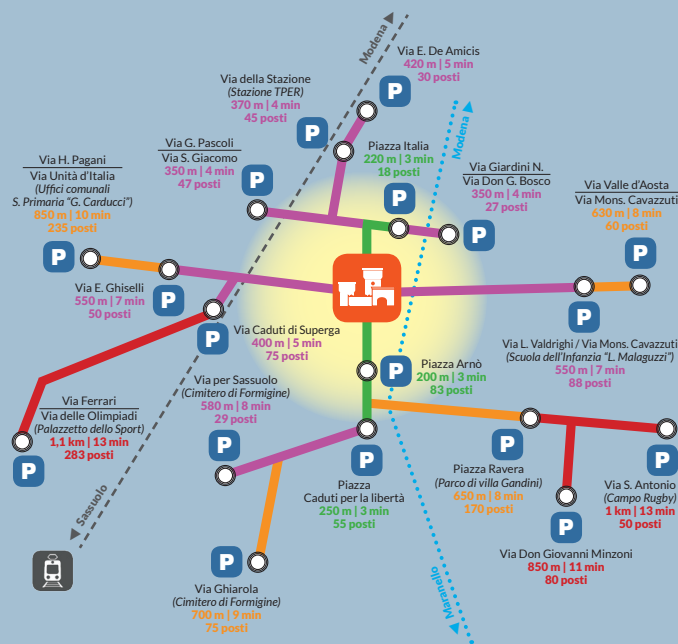 Modena
Via E. De Amicis
420 m | 5 min
30 posti
P
Via della Stazione
(Stazione TPER)
370 m | 4 min
45 posti
P
Via G. Pascoli
Via S. Giacomo
350 m | 4 min
47 posti
P
Piazza Italia
220 m | 3 min
18 posti
P
Modena
Via Giardini N.
Via Don G. Bosco
350 m | 4 min
27 posti
P
Via H. Pagani
Via Unità d'Italia
(Uffici comunali
S. Primaria "G. Carducci")
850 m | 10 min
235 posti
P
Via Valle d'Aosta
Via Mons. Cavazzuti
630 m | 8 min
60 posti
P
P
Via E. Ghiselli
550 m | 7 min
50 posti
P
Via Caduti di Superga
400 m | 5 min
75 posti
P
Via L. Valdrighi / Via Mons. Cavazzuti
(Scuola dell'Infanzia "L. Malaguzzi")
550 m | 7 min
88 posti
P
Piazza Arnò
200 m | 3 min
83 posti
Via per Sassuolo
(Cimitero di Formigine)
580 m | 8 min
29 posti
P
Via Ferrari
Via delle Olimpiadi
(Palazzetto dello Sport)
1,1 km | 13 min
283 posti
P
Sassuolo
P
Piazza
Caduti per la libertà
250 m | 3 min
55 posti
P
Piazza Ravera
(Parco di villa Gandini)
650 m | 8 min
170 posti
P
Via S. Antonio
(Campo Rugby)
1 km | 13 min
50 posti
P
Via Don Giovanni Minzoni
850 m | 11 min
80 posti
P
Via Ghiarola
(Cimitero di Formigine)
700 m | 9 min
75 posti
Maranello